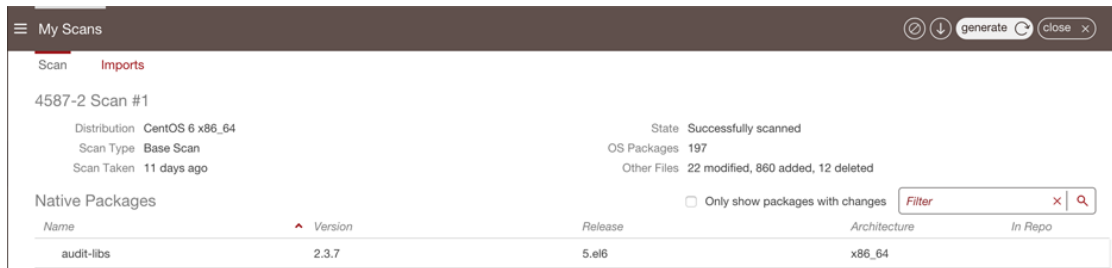 My Scans generate close
Scan Imports
4587-2 Scan #1
Distribution CentOS 6 x86_64 State Successfully scanned
Scan Type Base Scan OS Packages 197
Scan Taken 11 days ago Other Files 22 modified, 860 added, 12 deleted
Native Packages Only show packages with changes Filter
Name Version Release Architecture In Repo
audit-libs 2.3.7 5.el6 x86_64